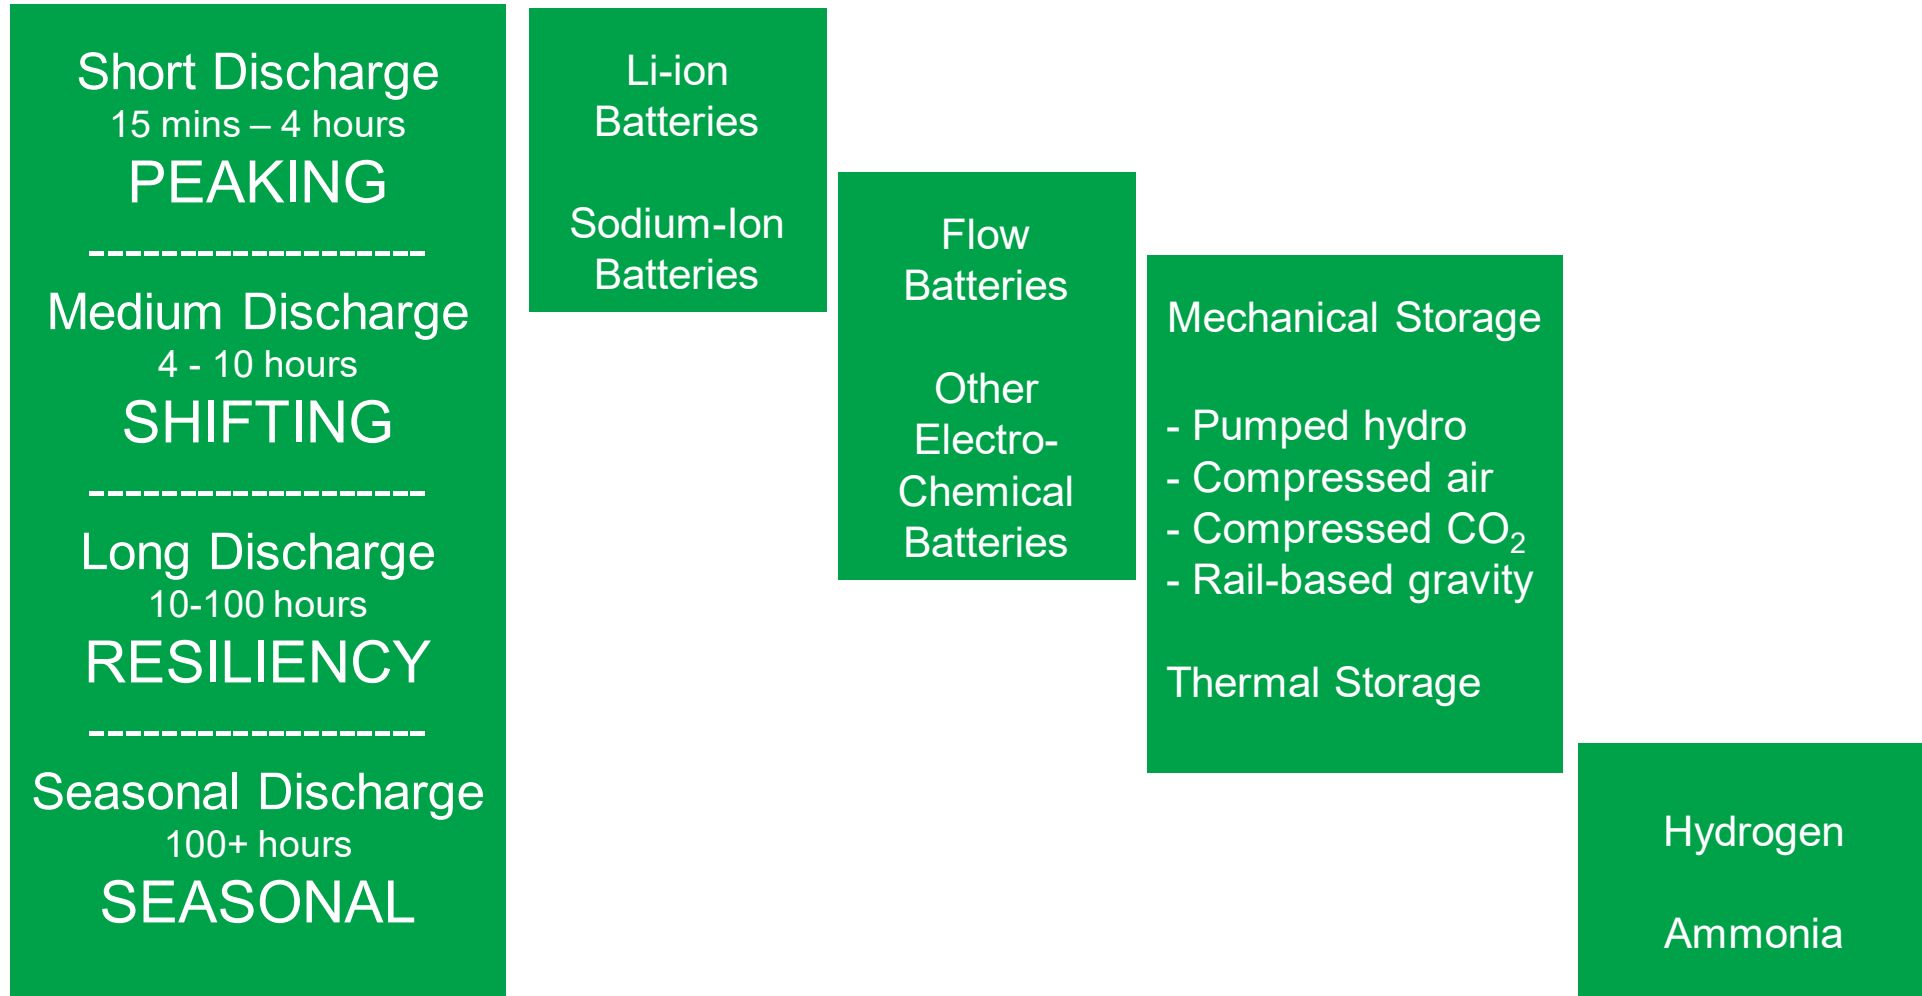 Short Discharge
15 mins – 4 hours
PEAKING
-------------------
Medium Discharge
4 - 10 hours
SHIFTING
-------------------
Long Discharge
10-100 hours
RESILIENCY
-------------------
Seasonal Discharge
100+ hours
SEASONAL
Li-ion
Batteries
Sodium-Ion
Batteries
Flow
Batteries
Other
Electro-
Chemical
Batteries
Mechanical Storage
- Pumped hydro
- Compressed air
- Compressed CO₂
- Rail-based gravity
Thermal Storage
Hydrogen
Ammonia